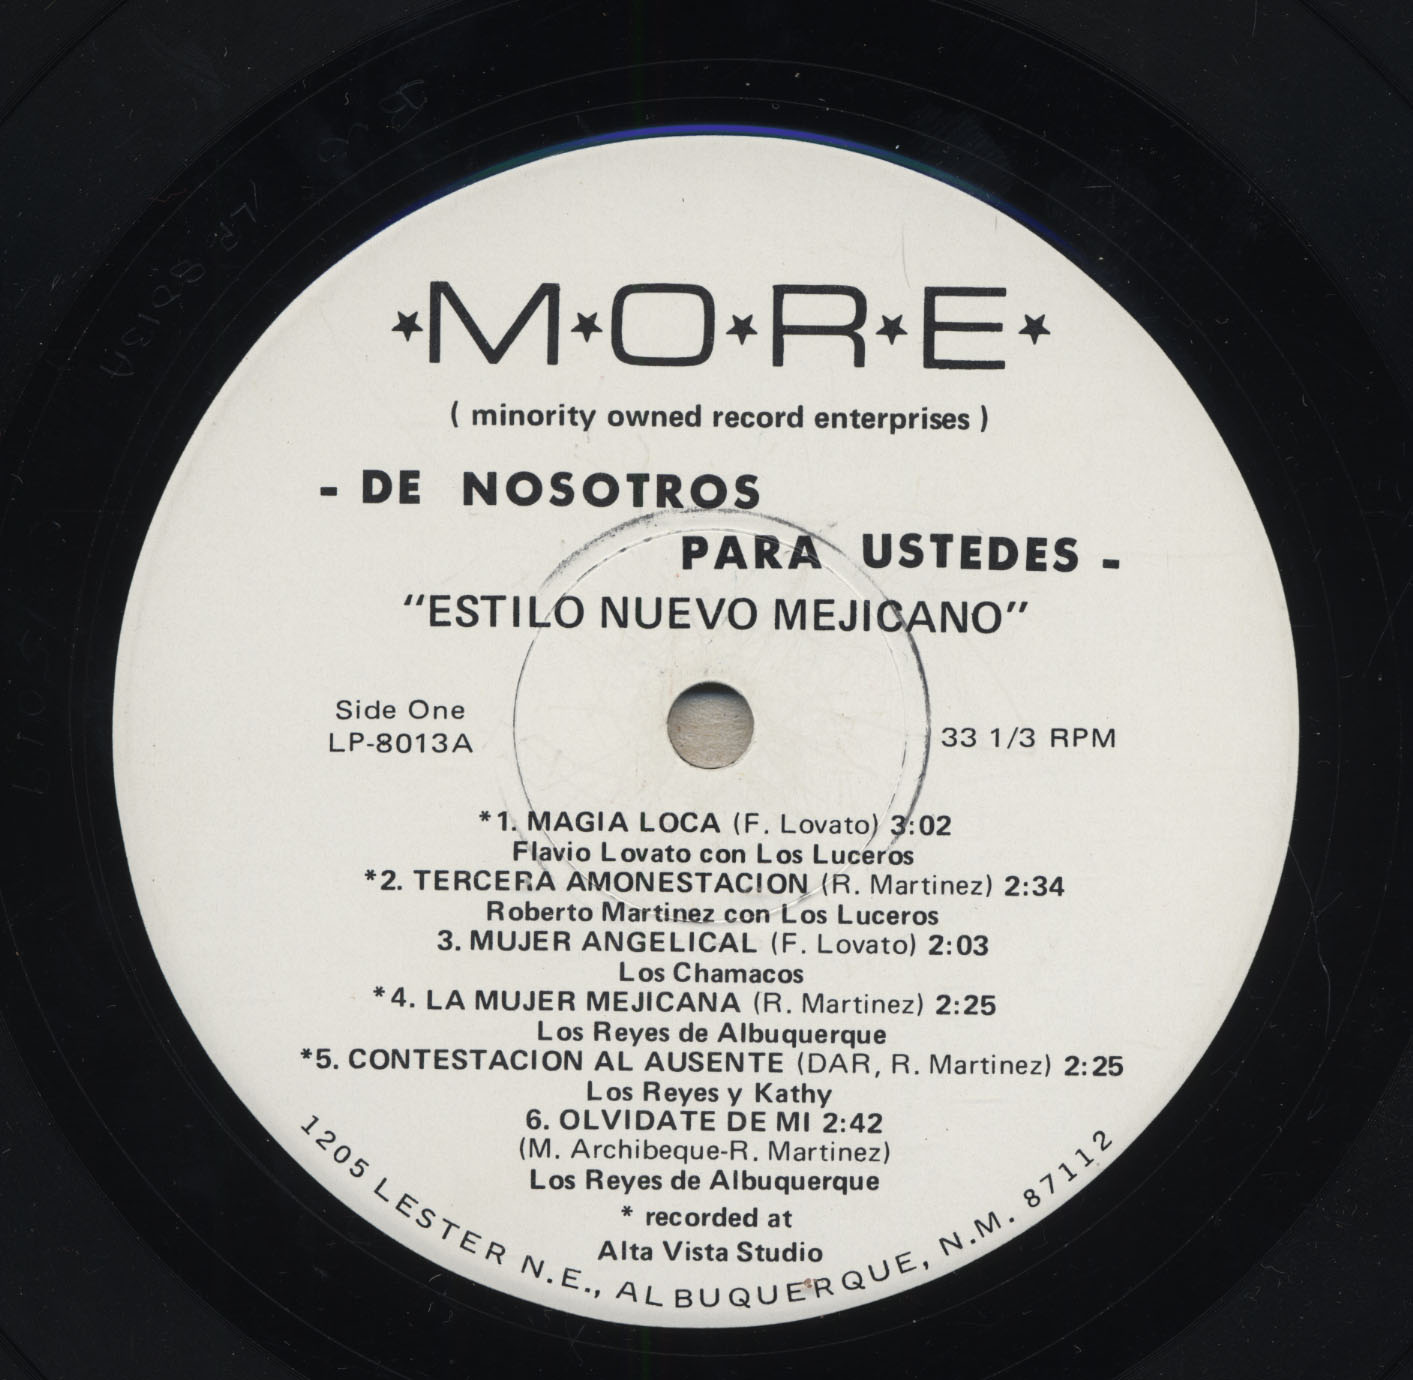 ★M★O★R★E★
( minority owned record enterprises )
- DE NOSOTROS
PARA USTEDES -
"ESTILO NUEVO MEJICANO"
Side One
LP-8013A
33 1/3 RPM
*1. MAGIA LOCA (F. Lovato) 3:02
Flavio Lovato con Los Luceros
*2. TERCERA AMONESTACION (R. Martinez) 2:34
Roberto Martinez con Los Luceros
3. MUJER ANGELICAL (F. Lovato) 2:03
Los Chamacos
*4. LA MUJER MEJICANA (R. Martinez) 2:25
Los Reyes de Albuquerque
*5. CONTESTACION AL AUSENTE (DAR, R. Martinez) 2:25
Los Reyes y Kathy
6. OLVIDATE DE MI 2:42
(M. Archibeque-R. Martinez)
Los Reyes de Albuquerque
* recorded at
Alta Vista Studio
1205 LESTER N.E., ALBUQUERQUE, N.M. 87112
LP 8013A